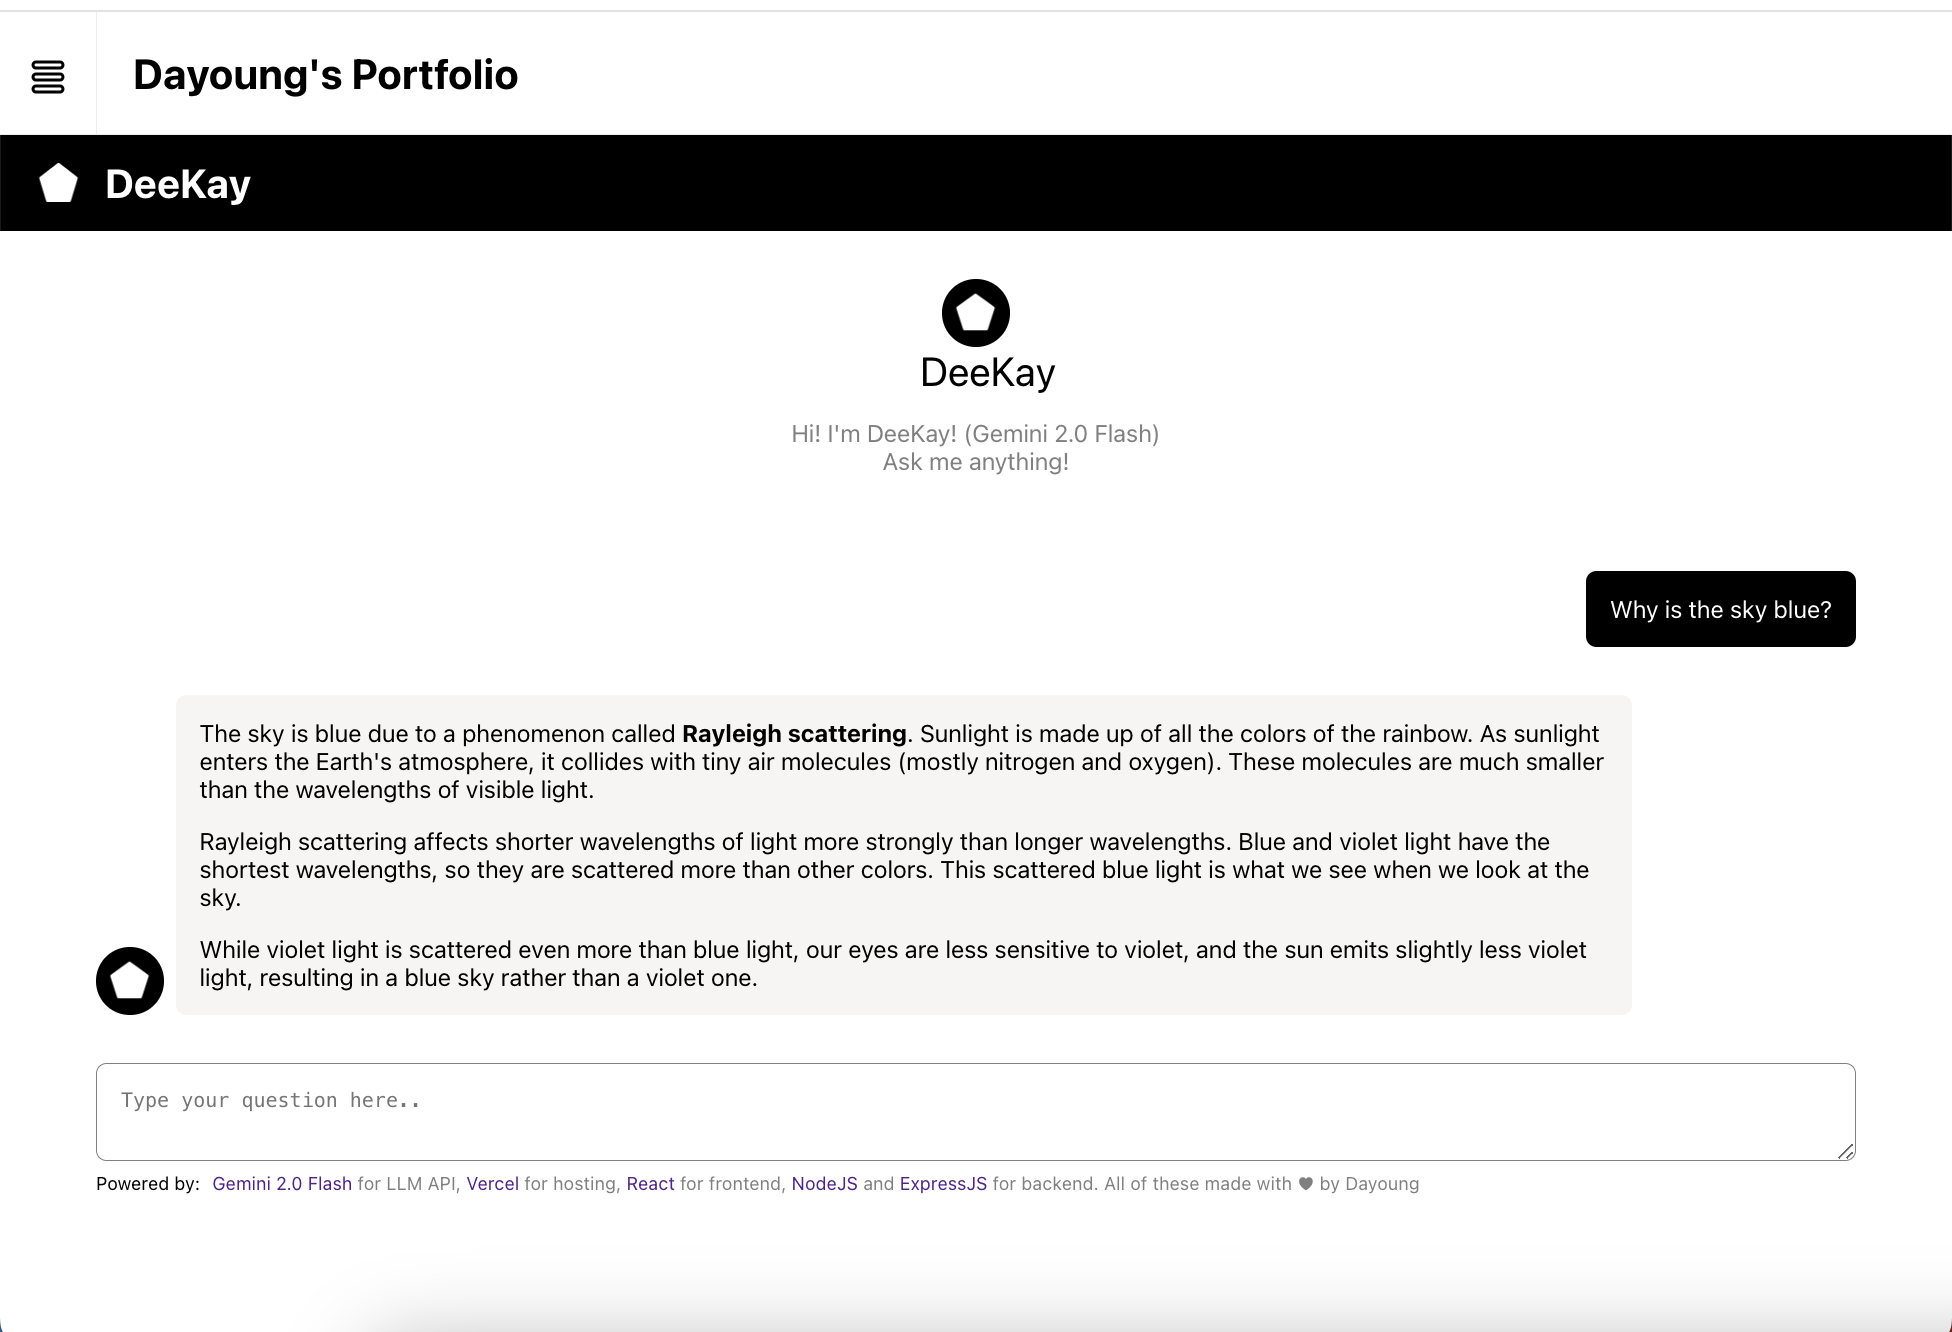 Dayoung's Portfolio
DeeKay
DeeKay
Hi! I'm DeeKay! (Gemini 2.0 Flash)
Ask me anything!
Why is the sky blue?
The sky is blue due to a phenomenon called Rayleigh scattering. Sunlight is made up of all the colors of the rainbow. As sunlight
enters the Earth's atmosphere, it collides with tiny air molecules (mostly nitrogen and oxygen). These molecules are much smaller
than the wavelengths of visible light.
Rayleigh scattering affects shorter wavelengths of light more strongly than longer wavelengths. Blue and violet light have the
shortest wavelengths, so they are scattered more than other colors. This scattered blue light is what we see when we look at the
sky.
While violet light is scattered even more than blue light, our eyes are less sensitive to violet, and the sun emits slightly less violet
light, resulting in a blue sky rather than a violet one.
Type your question here..
Powered by: Gemini 2.0 Flash for LLM API, Vercel for hosting, React for frontend, NodeJS and ExpressJS for backend. All of these made with ♥ by Dayoung